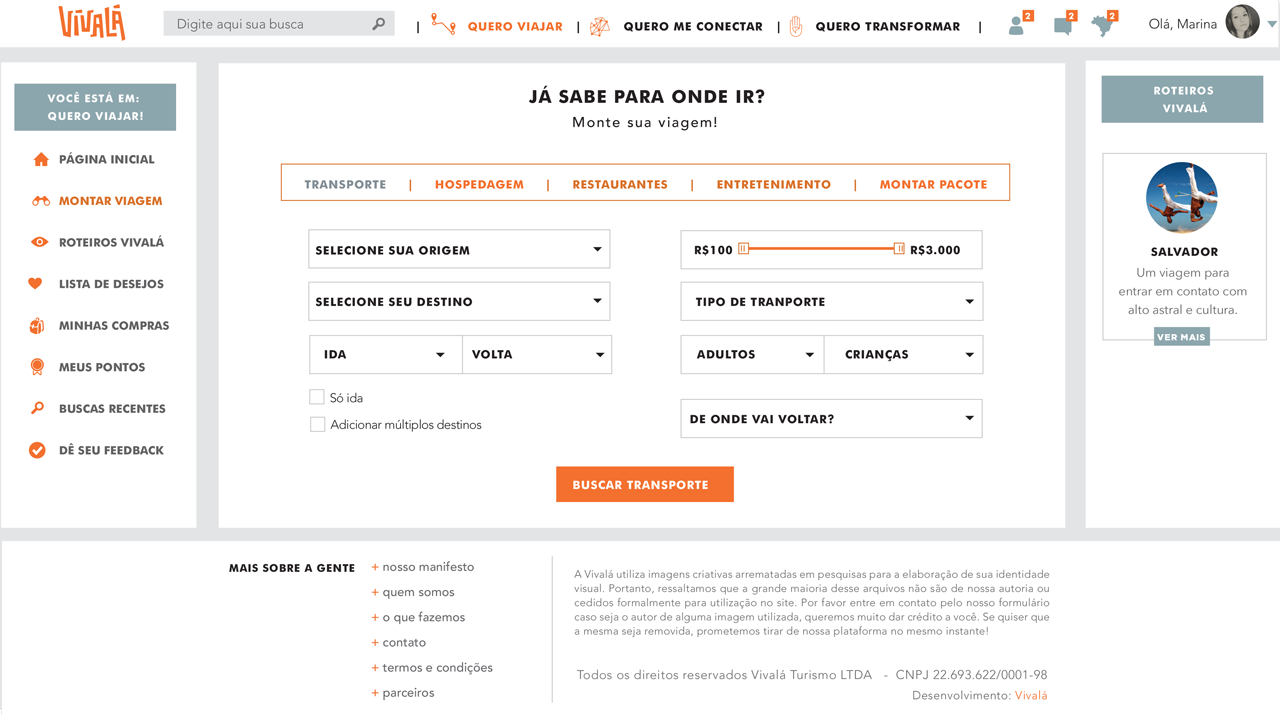 VIVALÁ
Digite aqui sua busca
| QUERO VIAJAR | QUERO ME CONECTAR | QUERO TRANSFORMAR |
2 2 2
Olá, Marina
VOCÊ ESTÁ EM:
QUERO VIAJAR!
PÁGINA INICIAL
MONTAR VIAGEM
ROTEIROS VIVALÁ
LISTA DE DESEJOS
MINHAS COMPRAS
MEUS PONTOS
BUSCAS RECENTES
DÊ SEU FEEDBACK
JÁ SABE PARA ONDE IR?
Monte sua viagem!
TRANSPORTE | HOSPEDAGEM | RESTAURANTES | ENTRETENIMENTO | MONTAR PACOTE
SELECIONE SUA ORIGEM
R$100 R$3.000
SELECIONE SEU DESTINO
TIPO DE TRANPORTE
IDA VOLTA
ADULTOS CRIANÇAS
Só ida
Adicionar múltiplos destinos
DE ONDE VAI VOLTAR?
BUSCAR TRANSPORTE
ROTEIROS
VIVALÁ
SALVADOR
Um viagem para
entrar em contato com
alto astral e cultura.
VER MAIS
MAIS SOBRE A GENTE
+ nosso manifesto
+ quem somos
+ o que fazemos
+ contato
+ termos e condições
+ parceiros
A Vivalá utiliza imagens criativas arrematadas em pesquisas para a elaboração de sua identidade
visual. Portanto, ressaltamos que a grande maioria desse arquivos não são de nossa autoria ou
cedidos formalmente para utilização no site. Por favor entre em contato pelo nosso formulário
caso seja o autor de alguma imagem utilizada, queremos muito dar crédito a você. Se quiser que
a mesma seja removida, prometemos tirar de nossa plataforma no mesmo instante!
Todos os direitos reservados Vivalá Turismo LTDA - CNPJ 22.693.622/0001-98
Desenvolvimento: Vivalá